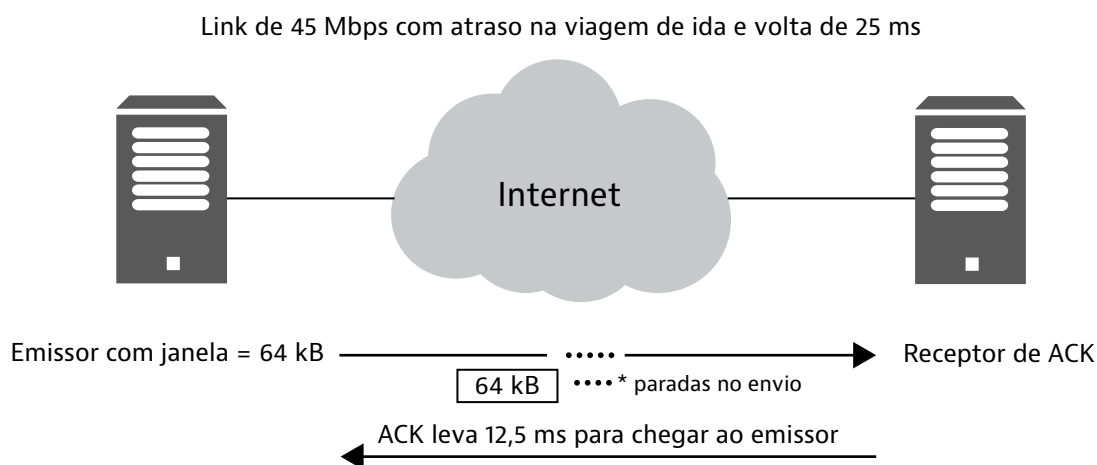 Link de 45 Mbps com atraso na viagem de ida e volta de 25 ms
Internet
Emissor com janela = 64 kB
Receptor de ACK
64 kB
* paradas no envio
ACK leva 12,5 ms para chegar ao emissor